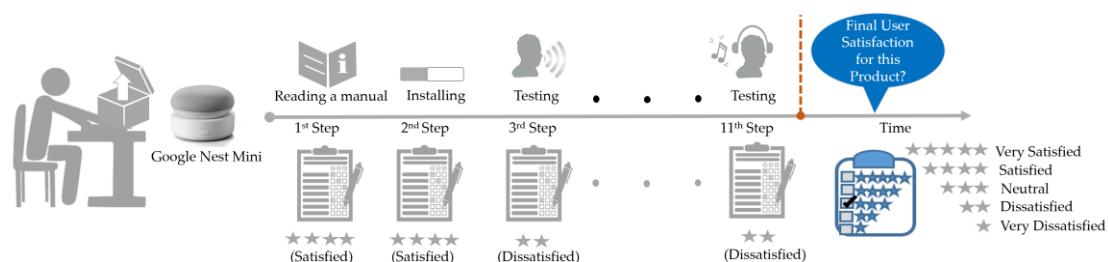 Final User
Satisfaction
for this
Product?
Reading a manual
Installing
Testing
Testing
1st Step
2nd Step
3rd Step
11th Step
Time
Google Nest Mini
Very Satisfied
Satisfied
Neutral
Dissatisfied
Very Dissatisfied
(Satisfied)
(Satisfied)
(Dissatisfied)
(Dissatisfied)